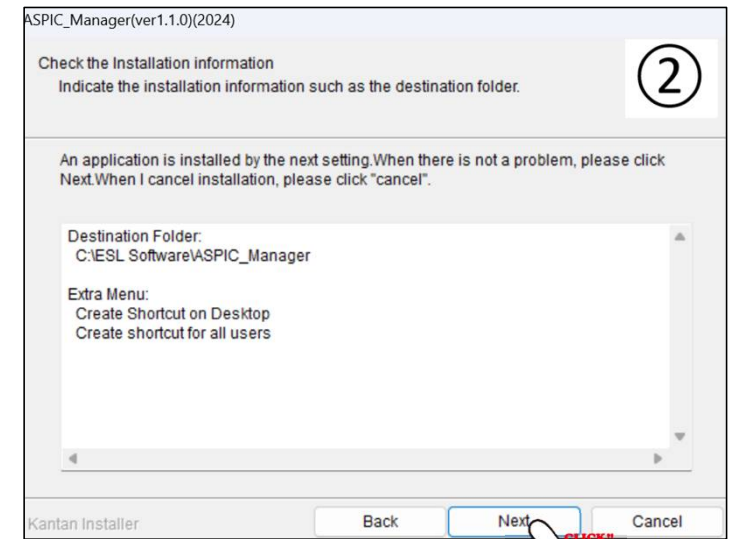 ASPIC_Manager(ver1.1.0)(2024)
Check the Installation information
Indicate the installation information such as the destination folder.
②
An application is installed by the next setting.When there is not a problem, please click
Next.When I cancel installation, please click "cancel".
Destination Folder:
C:\ESL Software\ASPIC_Manager
Extra Menu:
Create Shortcut on Desktop
Create shortcut for all users
Kantan Installer
Back
Next
CLICK!!
Cancel